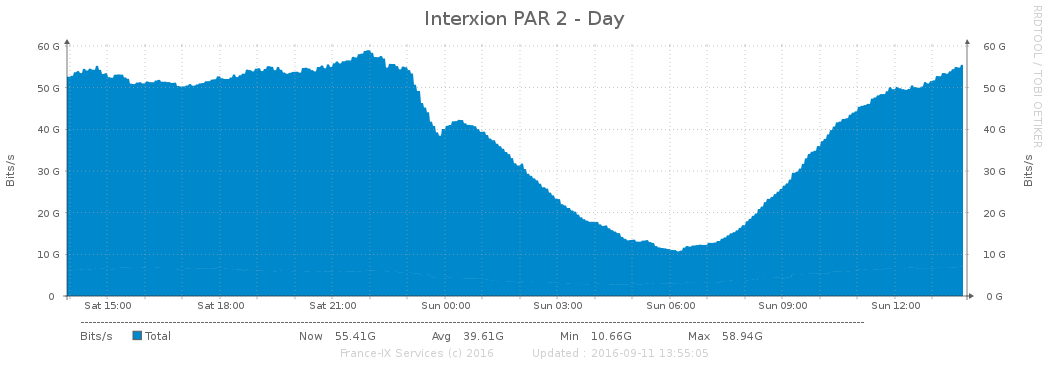 Interxion PAR 2 - Day
RRDTOOL / TOBI OETIKER
Bits/s
60 G
50 G
40 G
30 G
20 G
10 G
0
60 G
50 G
40 G
30 G
20 G
10 G
0 G
Bits/s
Sat 15:00 Sat 18:00 Sat 21:00 Sun 00:00 Sun 03:00 Sun 06:00 Sun 09:00 Sun 12:00
Bits/s Total Now 55.41G Avg 39.61G Min 10.66G Max 58.94G
France-IX Services (c) 2016 Updated : 2016-09-11 13:55:05